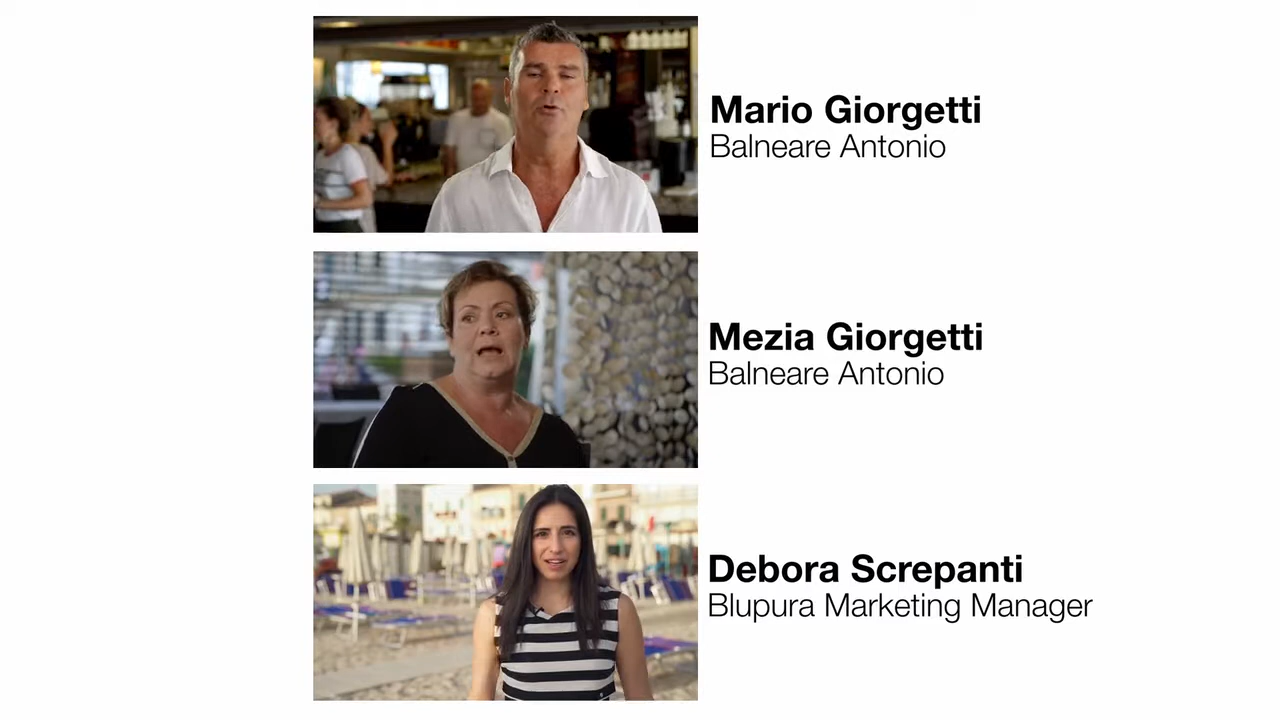 Mario Giorgetti
Balneare Antonio
Mezia Giorgetti
Balneare Antonio
Debora Screpanti
Blupura Marketing Manager